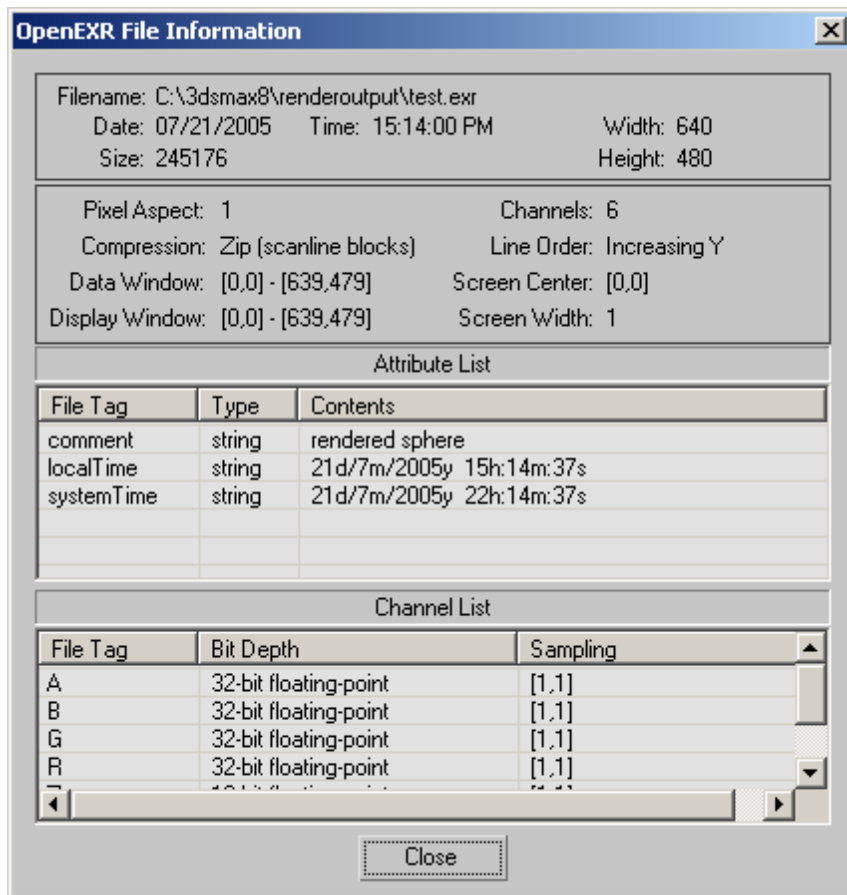 OpenEXR File Information
Filename: C:\3dsmax8\renderoutput\test.exr
Date: 07/21/2005 Time: 15:14:00 PM Width: 640
Size: 245176 Height: 480
Pixel Aspect: 1 Channels: 6
Compression: Zip (scanline blocks) Line Order: Increasing Y
Data Window: [0,0] - [639,479] Screen Center: [0,0]
Display Window: [0,0] - [639,479] Screen Width: 1
Attribute List
File Tag Type Contents
comment string rendered sphere
localTime string 21d/7m/2005y 15h:14m:37s
systemTime string 21d/7m/2005y 22h:14m:37s
Channel List
File Tag Bit Depth Sampling
A 32-bit floating-point [1,1]
B 32-bit floating-point [1,1]
G 32-bit floating-point [1,1]
R 32-bit floating-point [1,1]
Close